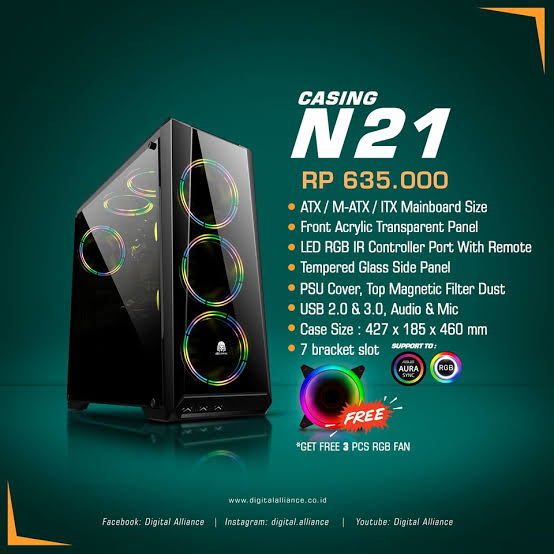 CASING
N21
RP 635.000
ATX / M-ATX / ITX Mainboard Size
Front Acrylic Transparent Panel
LED RGB IR Controller Port With Remote
Tempered Glass Side Panel
PSU Cover, Top Magnetic Filter Dust
USB 2.0 & 3.0, Audio & Mic
Case Size : 427 x 185 x 460 mm
7 bracket slot
SUPPORT TO :
ASUS
AURA
SYNC
RGB
FREE
*GET FREE 3 PCS RGB FAN
www.digitalalliance.co.id
Facebook: Digital Alliance | Instagram: digital.alliance | Youtube: Digital Alliance